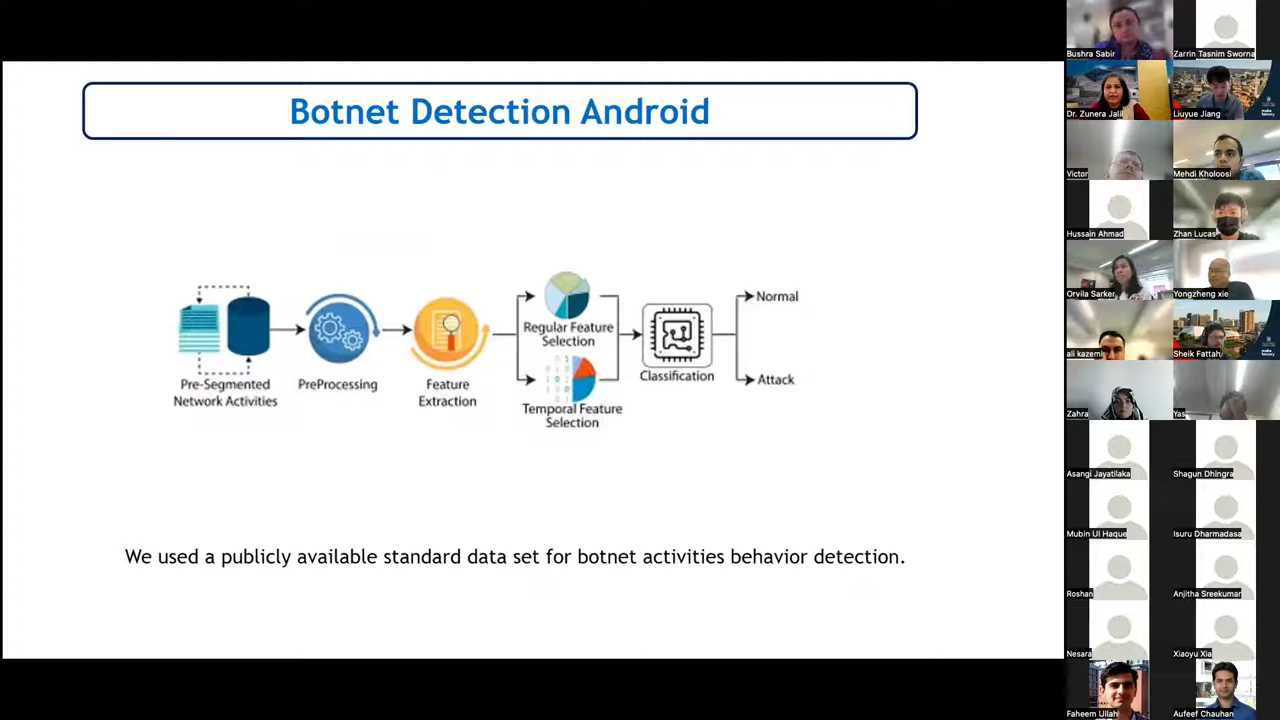 Botnet Detection Android
Pre-Segmented
Network Activities
PreProcessing
Feature
Extraction
Regular Feature
Selection
Temporal Feature
Selection
Classification
Normal
Attack
We used a publicly available standard data set for botnet activities behavior detection.
Bushra Sabir
Zarrin Tasnim Sworna
Dr. Zunera Jalil
Liuyue Jiang
Victor
Mehdi Kholoosi
Hussain Ahmad
Zhan Lucas
Orvila Sarker
Yongzheng xie
ali kazemi
Sheik Fattah
Zahra
Yas
Asangi Jayatilaka
Shagun Dhingra
Mubin Ul Haque
Isuru Dharmadasa
Roshan
Anjitha Sreekumar
Nesara
Xiaoyu Xia
Faheem Ullah
Aufeef Chauhan